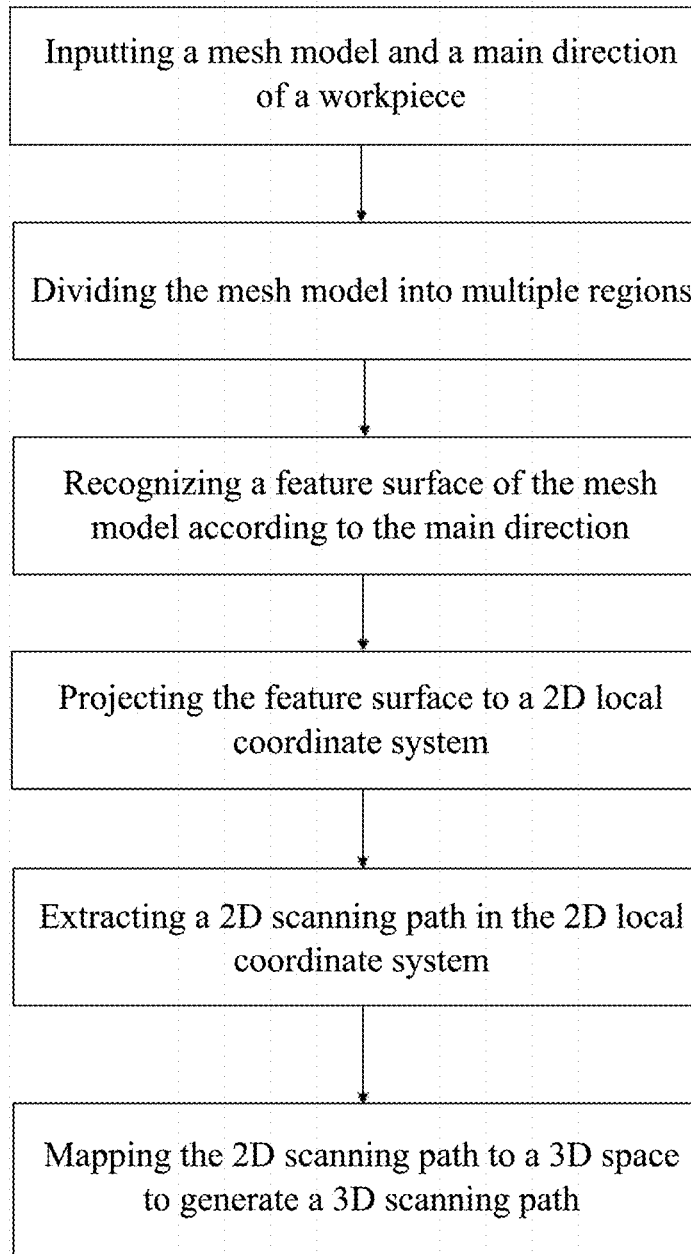 Inputting a mesh model and a main direction
of a workpiece
Dividing the mesh model into multiple regions
Recognizing a feature surface of the mesh
model according to the main direction
Projecting the feature surface to a 2D local
coordinate system
Extracting a 2D scanning path in the 2D local
coordinate system
Mapping the 2D scanning path to a 3D space
to generate a 3D scanning path